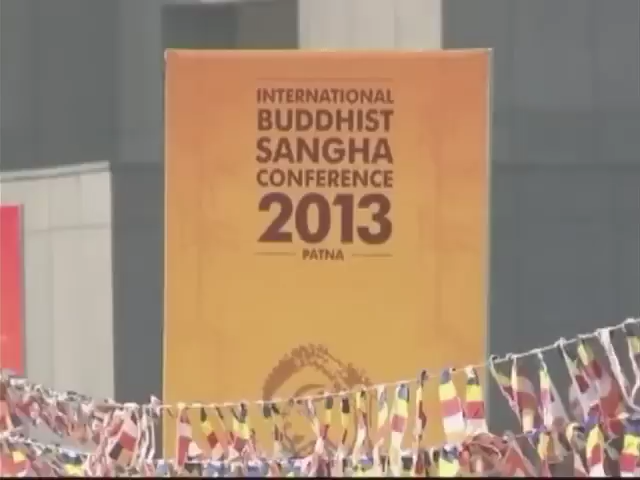 INTERNATIONAL
BUDDHIST
SANGHA
CONFERENCE
2013
PATNA